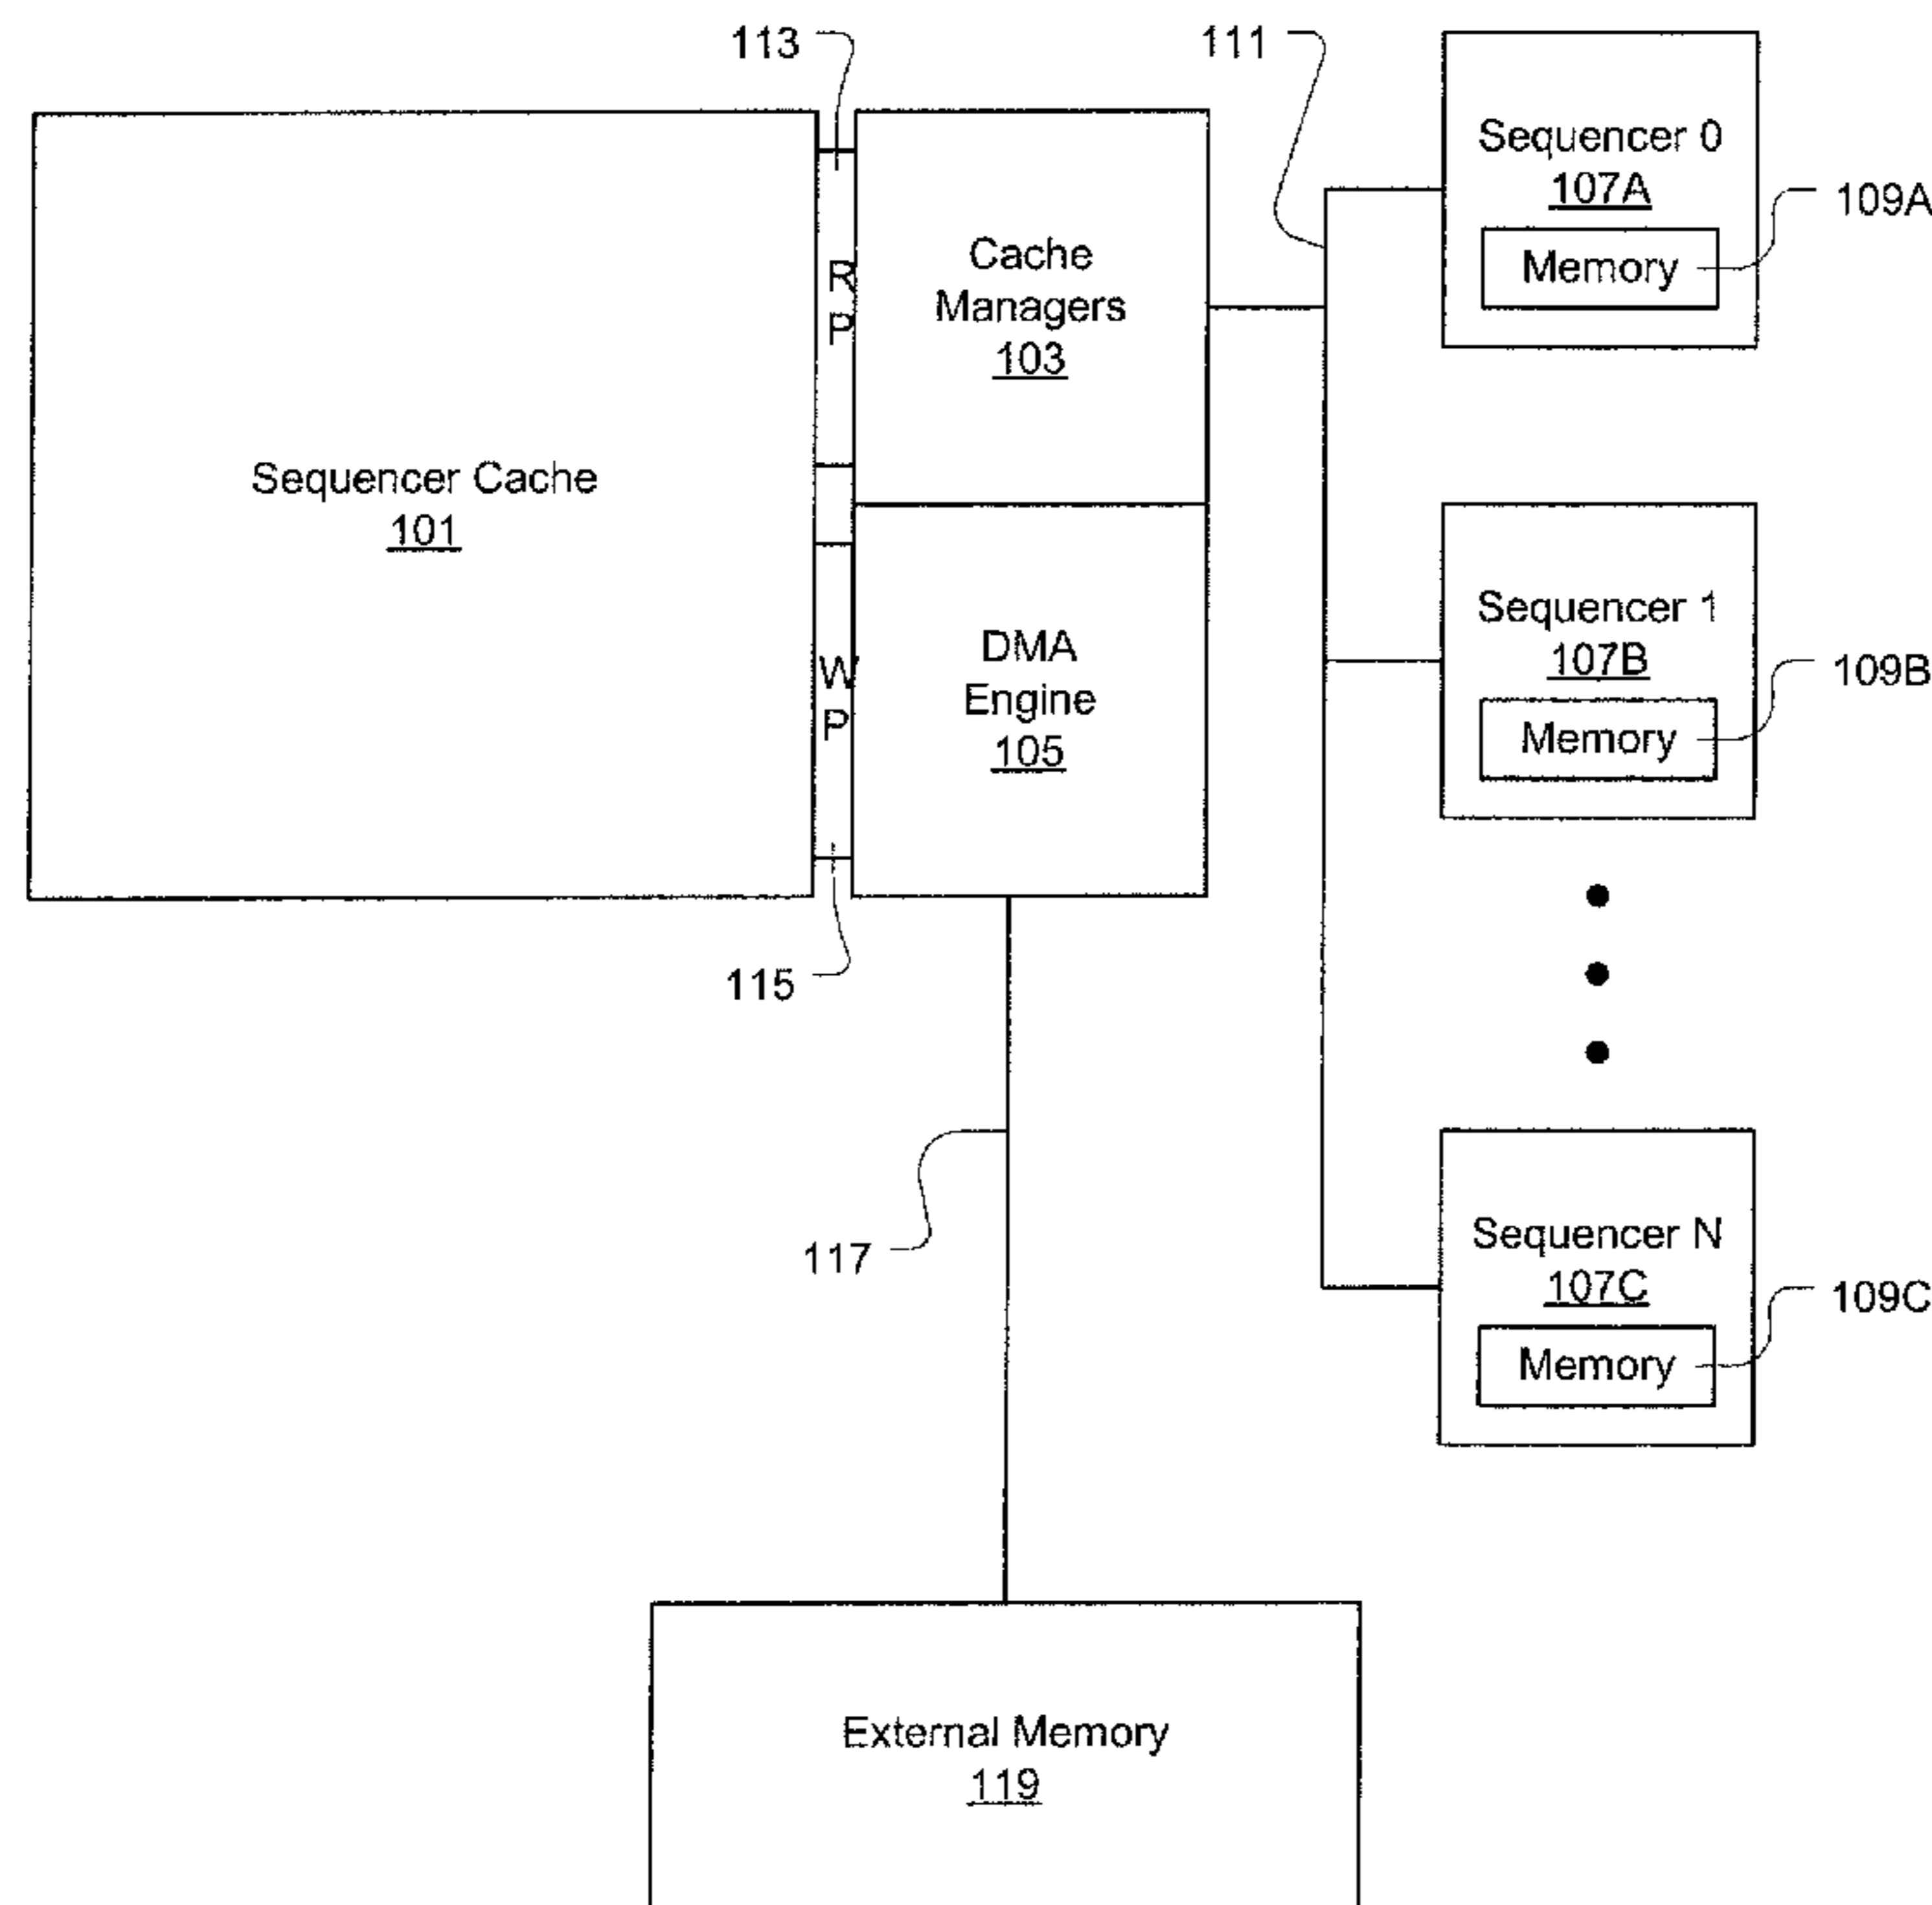 113
111
Sequencer 0
107A
109A
Memory
R
P
Cache
Managers
103
Sequencer Cache
101
Sequencer 1
107B
109B
Memory
W
P
DMA
Engine
105
115
117
Sequencer N
107C
109C
Memory
External Memory
119